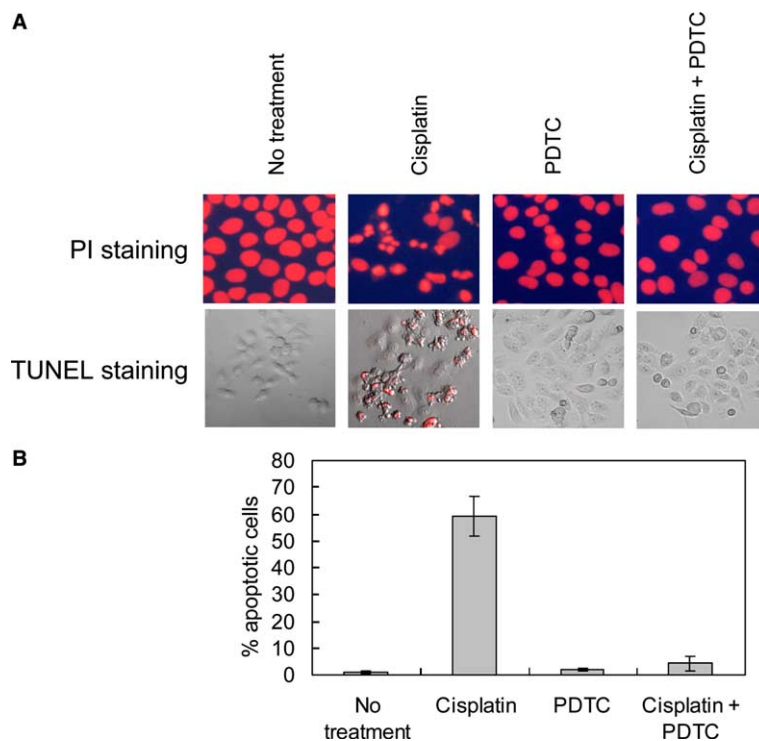 A
No treatment
Cisplatin
PDTC
Cisplatin + PDTC
PI staining
TUNEL staining
B
% apoptotic cells
80
70
60
50
40
30
20
10
0
No
treatment
Cisplatin
PDTC
Cisplatin +
PDTC